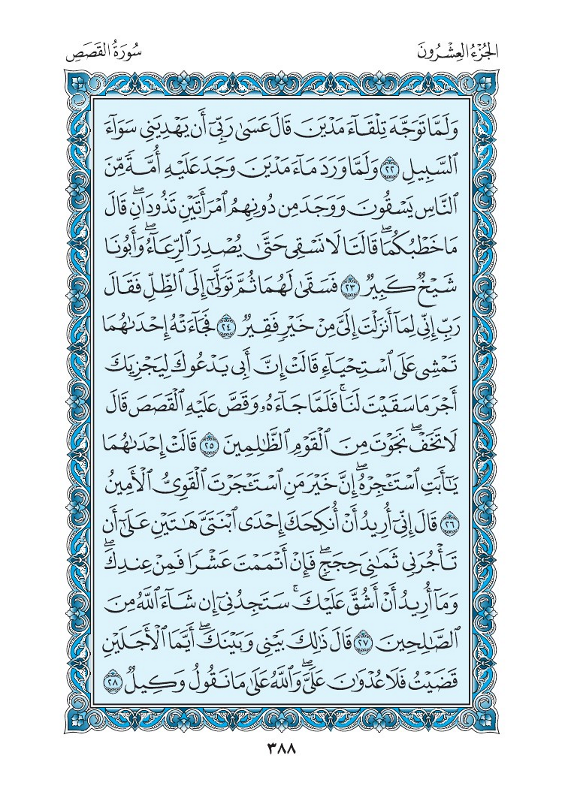 الجُزْءُ العِشْرُونَ
سُورَةُ القَصَصِ
وَلَمَّا تَوَجَّهَ تِلْقَآءَ مَدْيَنَ قَالَ عَسَىٰ رَبِّىٓ أَن يَهْدِيَنِى سَوَآءَ
ٱلسَّبِيلِ ٢٢ وَلَمَّا وَرَدَ مَآءَ مَدْيَنَ وَجَدَ عَلَيْهِ أُمَّةً مِّنَ
ٱلنَّاسِ يَسْقُونَ وَوَجَدَ مِن دُونِهِمُ ٱمْرَأَتَيْنِ تَذُودَانِۖ قَالَ
مَا خَطْبُكُمَاۖ قَالَتَا لَا نَسْقِى حَتَّىٰ يُصْدِرَ ٱلرِّعَآءُۖ وَأَبُونَا
شَيْخٌ كَبِيرٌ ٢٣ فَسَقَىٰ لَهُمَا ثُمَّ تَوَلَّىٰٓ إِلَى ٱلظِّلِّ فَقَالَ
رَبِّ إِنِّى لِمَآ أَنزَلْتَ إِلَىَّ مِنْ خَيْرٍ فَقِيرٌ ٢٤ فَجَآءَتْهُ إِحْدَىٰهُمَا
تَمْشِى عَلَى ٱسْتِحْيَآءٍ قَالَتْ إِنَّ أَبِى يَدْعُوكَ لِيَجْزِيَكَ
أَجْرَ مَا سَقَيْتَ لَنَاۚ فَلَمَّا جَآءَهُۥ وَقَصَّ عَلَيْهِ ٱلْقَصَصَ قَالَ
لَا تَخَفْۖ نَجَوْتَ مِنَ ٱلْقَوْمِ ٱلظَّٰلِمِينَ ٢٥ قَالَتْ إِحْدَىٰهُمَا
يَٰٓأَبَتِ ٱسْتَـْٔجِرْهُۖ إِنَّ خَيْرَ مَنِ ٱسْتَـْٔجَرْتَ ٱلْقَوِىُّ ٱلْأَمِينُ
٢٦ قَالَ إِنِّىٓ أُرِيدُ أَنْ أُنكِحَكَ إِحْدَى ٱبْنَتَىَّ هَٰتَيْنِ عَلَىٰٓ أَن
تَأْجُرَنِى ثَمَٰنِىَ حِجَجٍۖ فَإِنْ أَتْمَمْتَ عَشْرًا فَمِنْ عِندِكَۖ
وَمَآ أُرِيدُ أَنْ أَشُقَّ عَلَيْكَۚ سَتَجِدُنِىٓ إِن شَآءَ ٱللَّهُ مِنَ
ٱلصَّٰلِحِينَ ٢٧ قَالَ ذَٰلِكَ بَيْنِى وَبَيْنَكَۖ أَيَّمَا ٱلْأَجَلَيْنِ
قَضَيْتُ فَلَا عُدْوَٰنَ عَلَىَّۖ وَٱللَّهُ عَلَىٰ مَا نَقُولُ وَكِيلٌ ٢٨
٣٨٨